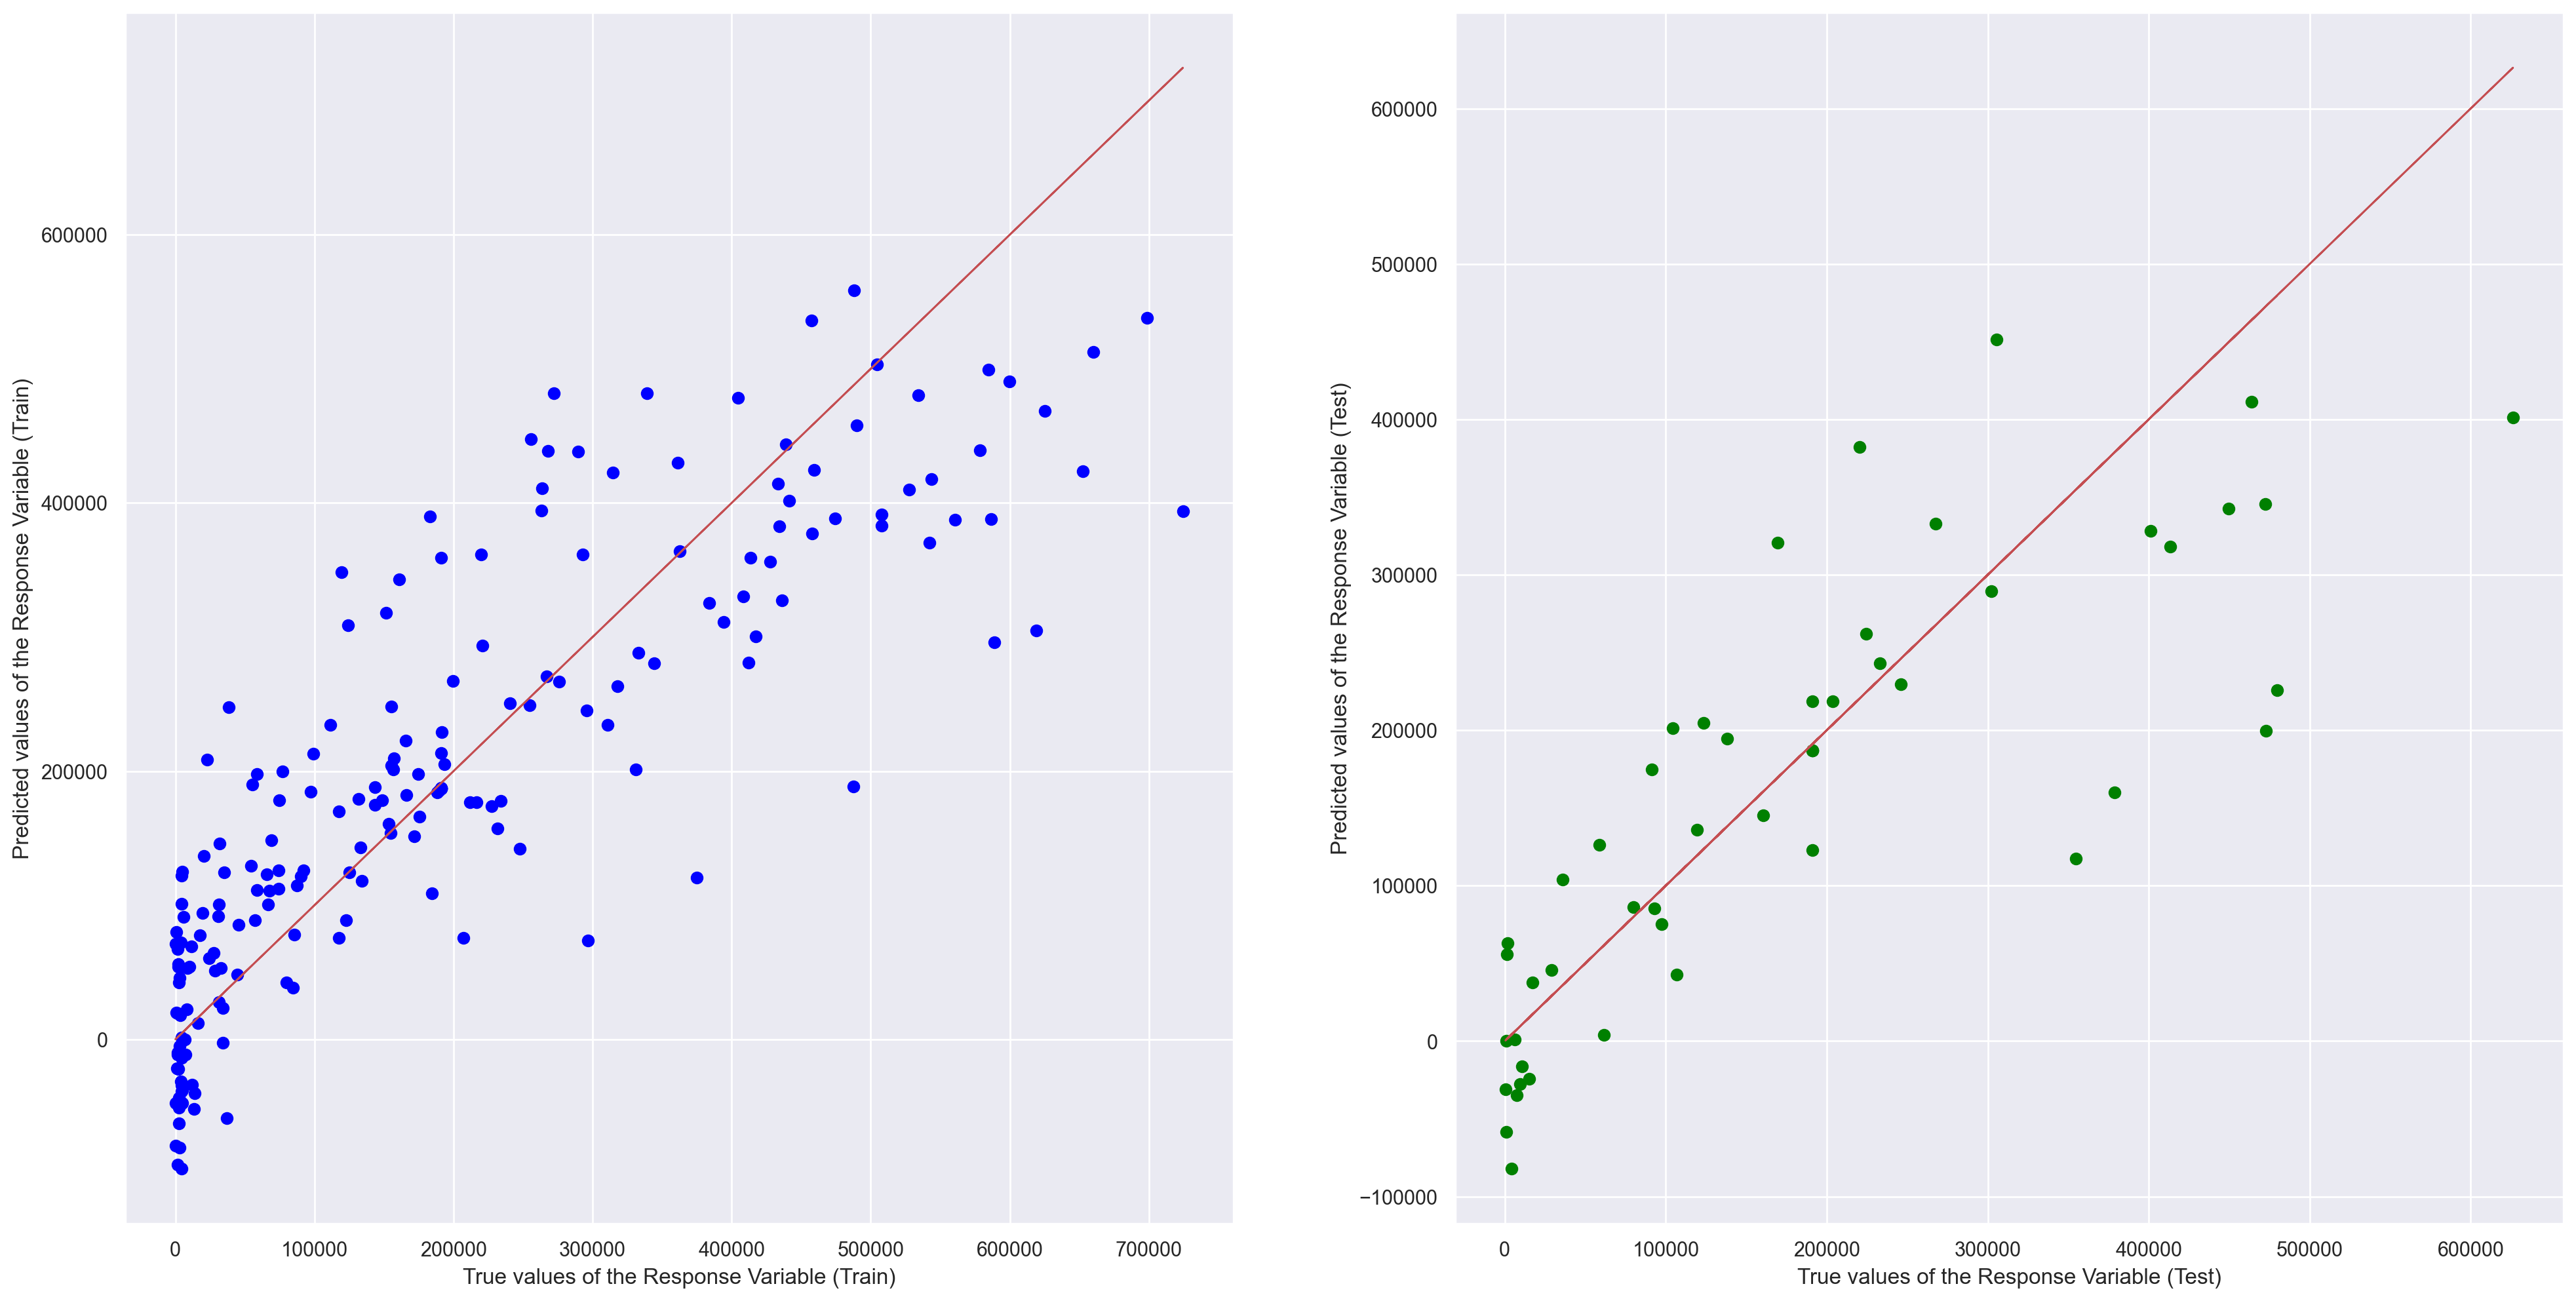 Predicted values of the Response Variable (Train)
600000
400000
200000
0
0 100000 200000 300000 400000 500000 600000 700000
True values of the Response Variable (Train)
Predicted values of the Response Variable (Test)
600000
500000
400000
300000
200000
100000
0
−100000
0 100000 200000 300000 400000 500000 600000
True values of the Response Variable (Test)